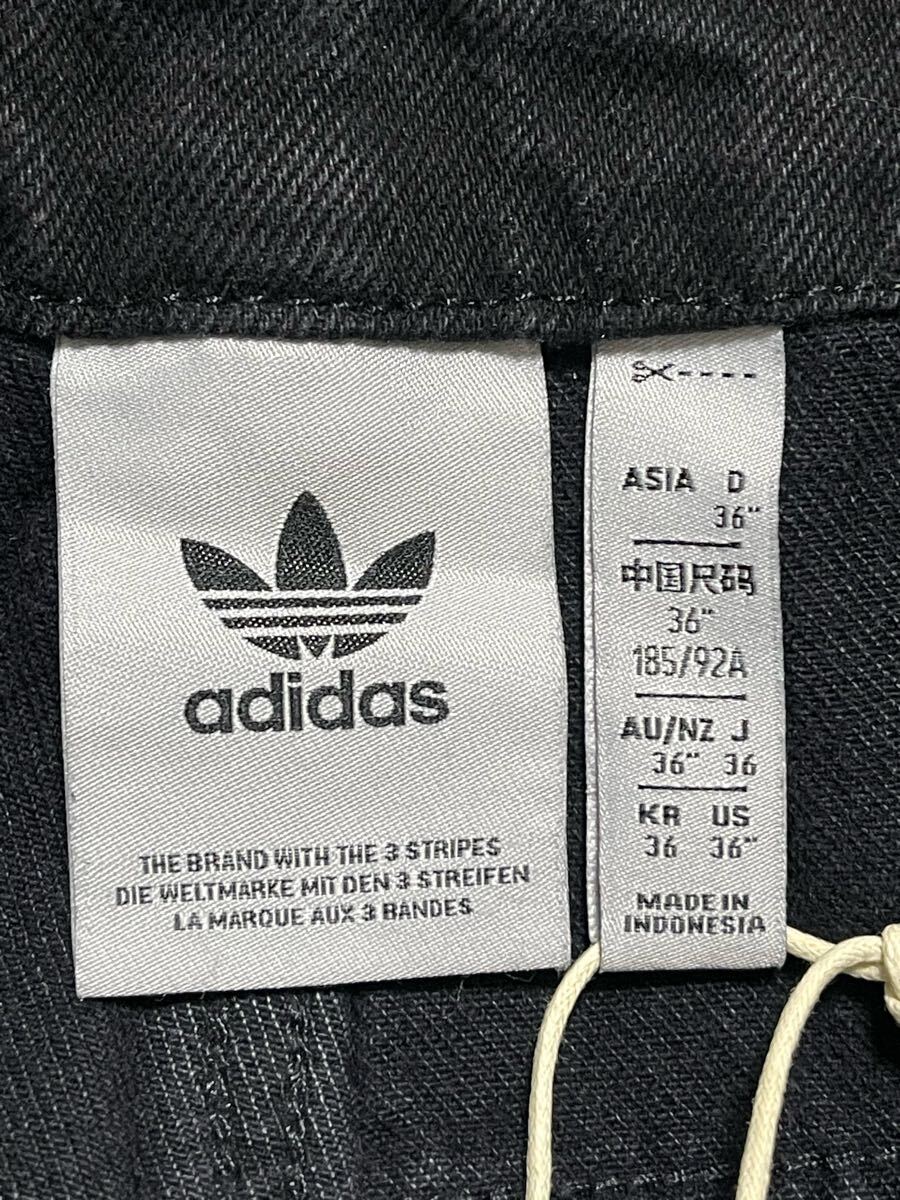 adidas
THE BRAND WITH THE 3 STRIPES
DIE WELTMARKE MIT DEN 3 STREIFEN
LA MARQUE AUX 3 BANDES
ASIA D
36"
中国尺码
36"
185/92A
AU/NZ J
36" 36
KR US
36 36"
MADE IN
INDONESIA